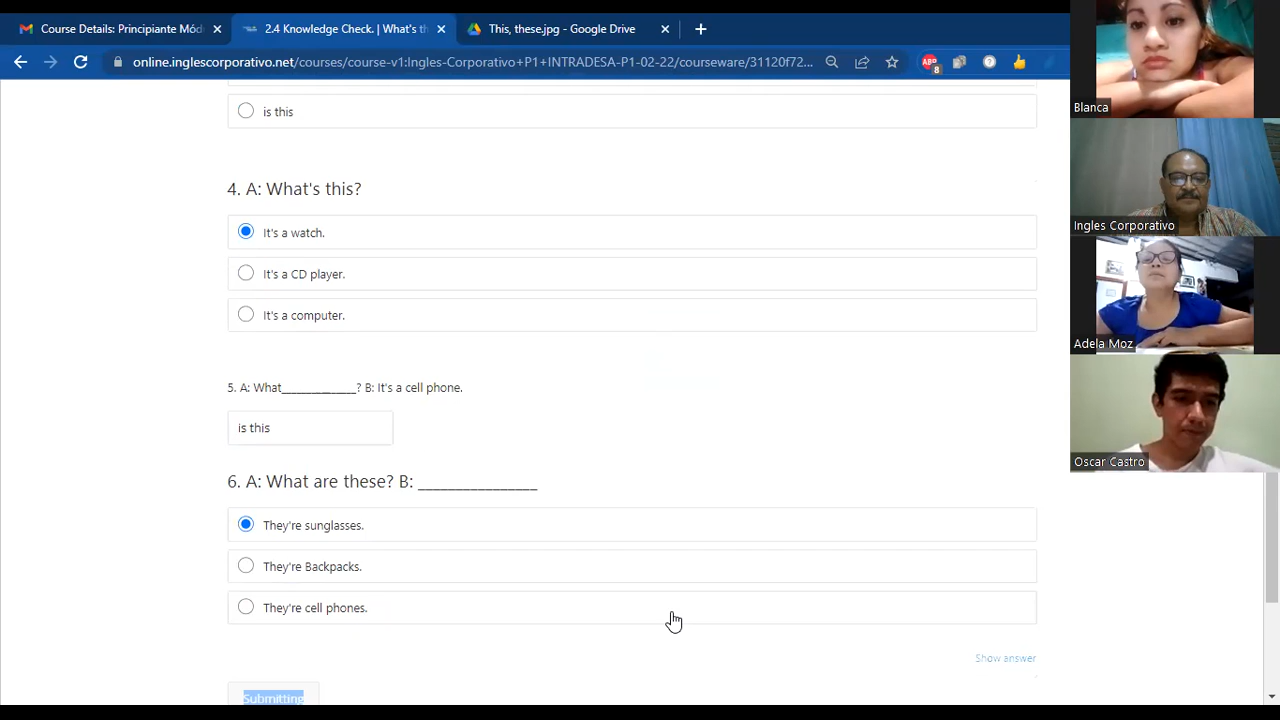 Course Details: Principiante Mód
2.4 Knowledge Check. | What's th
This, these.jpg - Google Drive
online.inglescorporativo.net/courses/course-v1:Ingles-Corporativo+P1+INTRADESA-P1-02-22/courseware/31120f72...
ABP
8
is this
4. A: What's this?
It's a watch.
It's a CD player.
It's a computer.
5. A: What______________? B: It's a cell phone.
is this
6. A: What are these? B: _______________
They're sunglasses.
They're Backpacks.
They're cell phones.
Show answer
Submitting
Blanca
Ingles Corporativo
Adela Moz
Oscar Castro